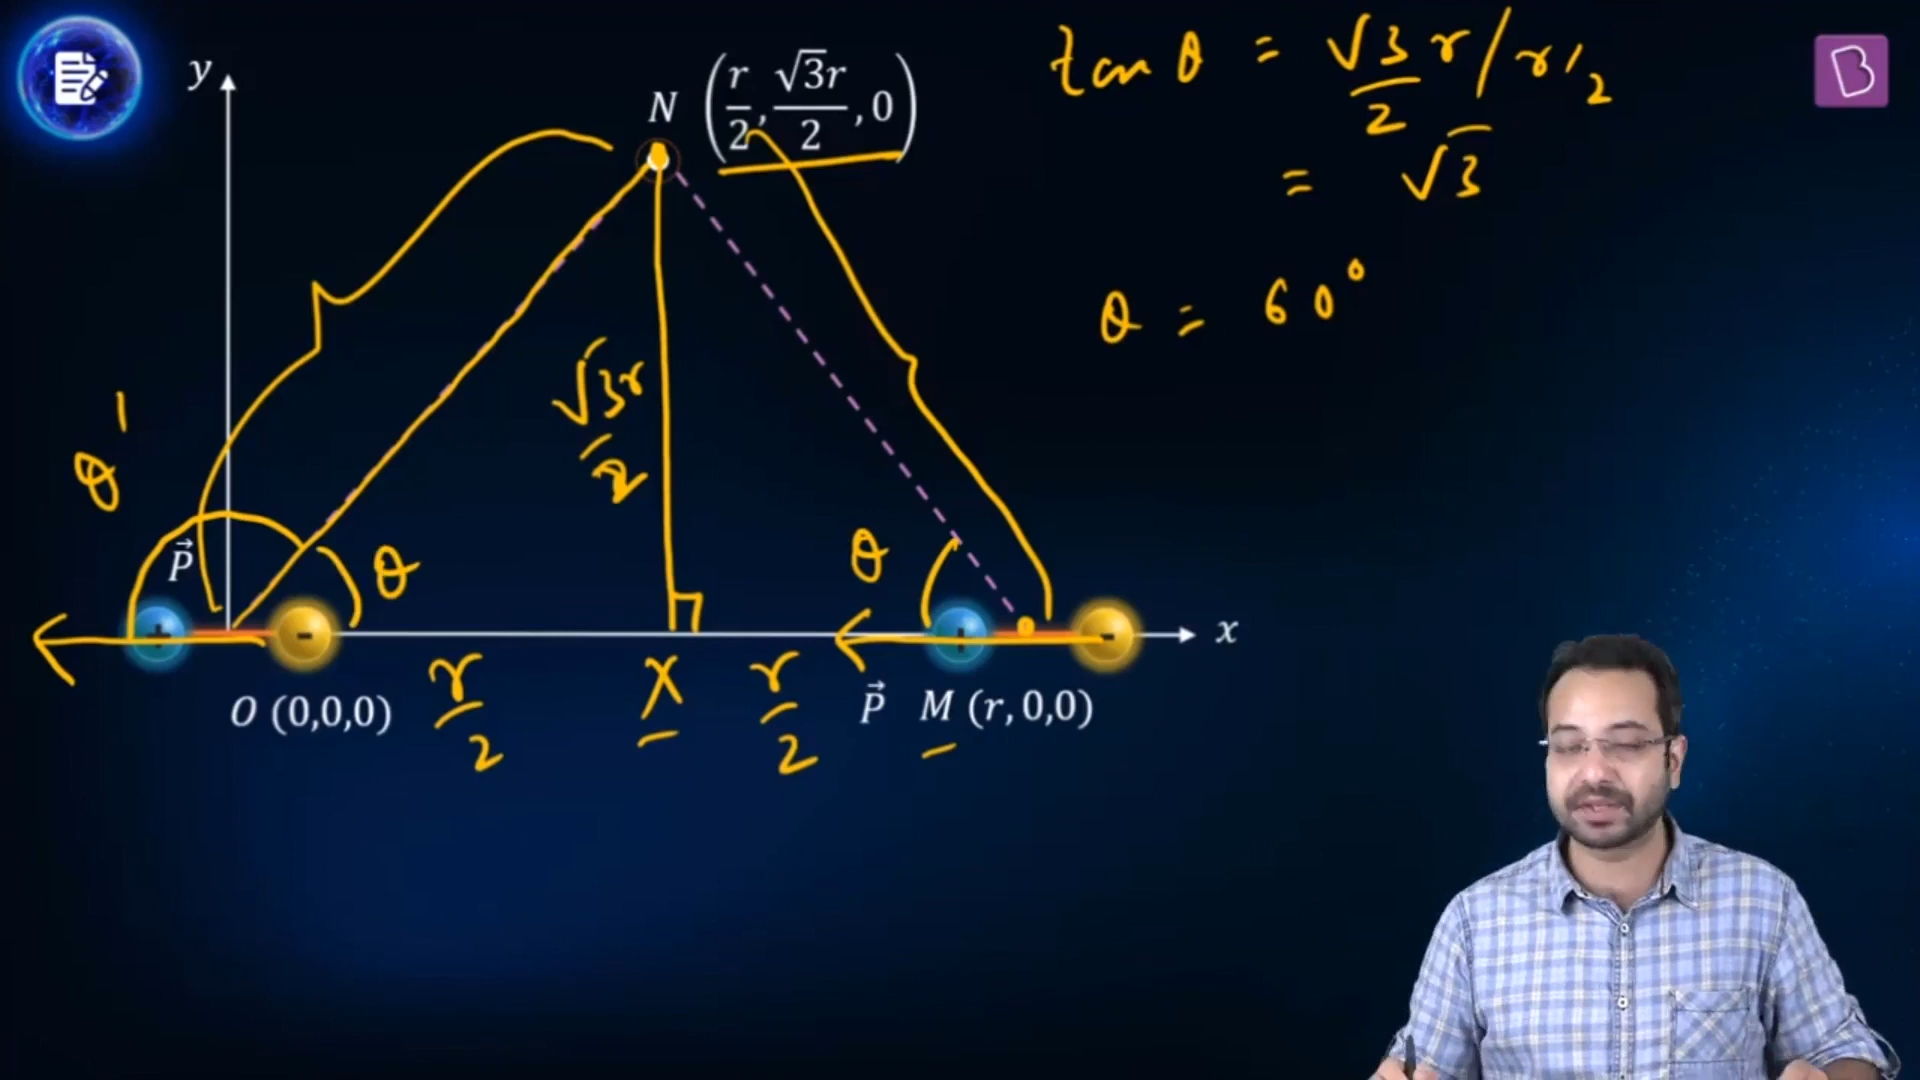 y
N (r/2, √3r/2, 0)
tan θ = √3 r/2 / r/2
= √3
θ = 60°
√3r/2
θ'
P⃗
θ
θ
+
-
+
-
x
O (0,0,0)
r/2
X
r/2
P⃗ M (r, 0,0)
B